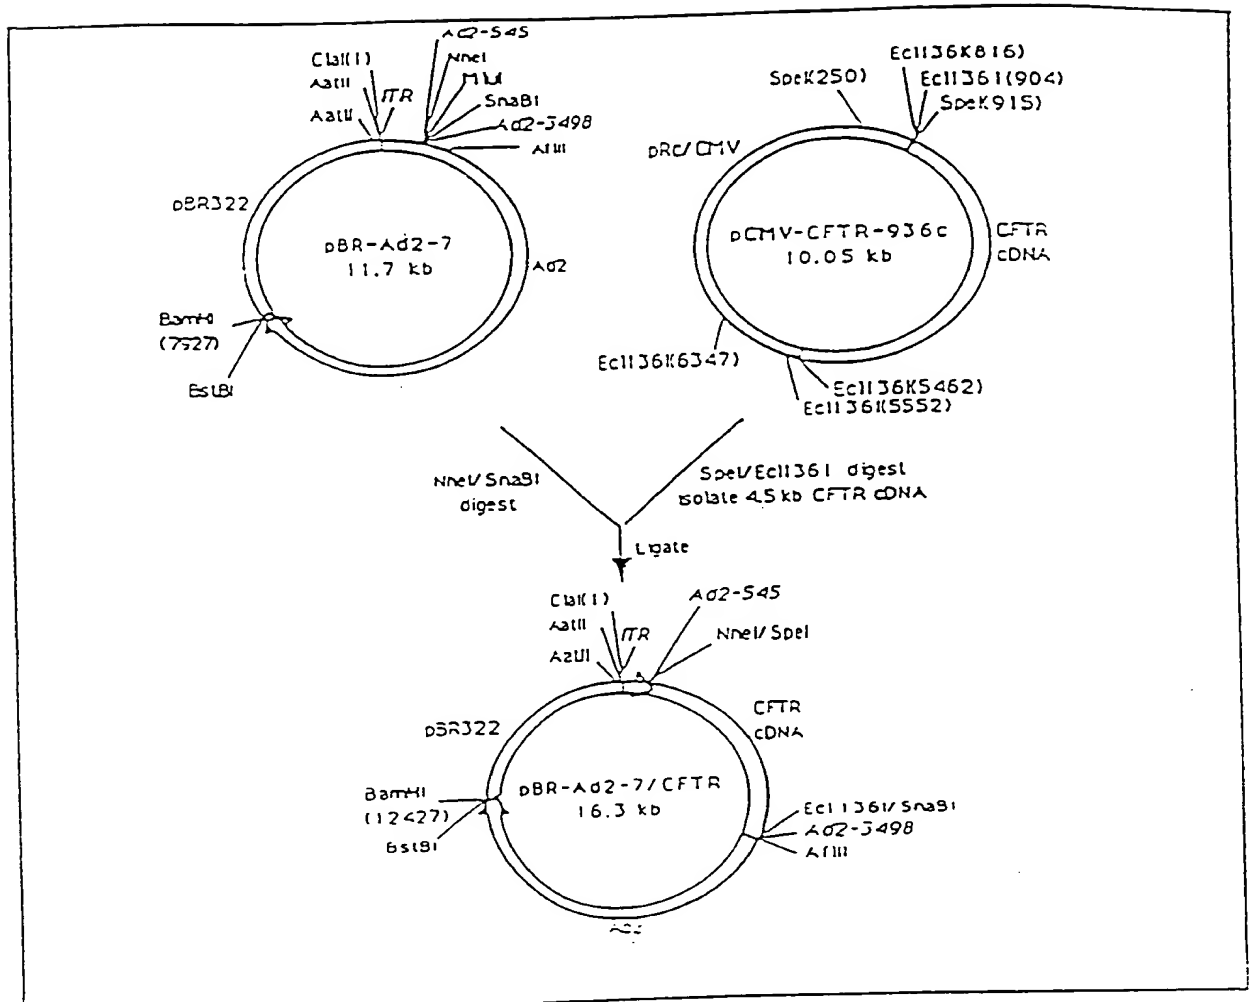 Ad2-545
ClaI(1)
NheI
AatII
MluI
ITR
SnaBI
AatII
Ad2-3498
AflII
pBR322
pBR-Ad2-7
11.7 kb
Ad2
BamHI
(7927)
BstBI
Ecl136I(816)
SpeI(250)
Ecl136I(904)
SpeI(915)
pRc/CMV
pCMV-CFTR-936c
10.05 kb
CFTR
cDNA
Ecl136I(6347)
Ecl136I(5462)
Ecl136I(5552)
NheI/SnaBI
digest
SpeI/Ecl136I digest
isolate 4.5 kb CFTR cDNA
Ligate
ClaI(1)
Ad2-545
AatII
ITR
NheI/SpeI
AatII
CFTR
cDNA
pBR322
pBR-Ad2-7/CFTR
16.3 kb
BamHI
(12427)
BstBI
Ecl136I/SnaBI
Ad2-3498
AflII